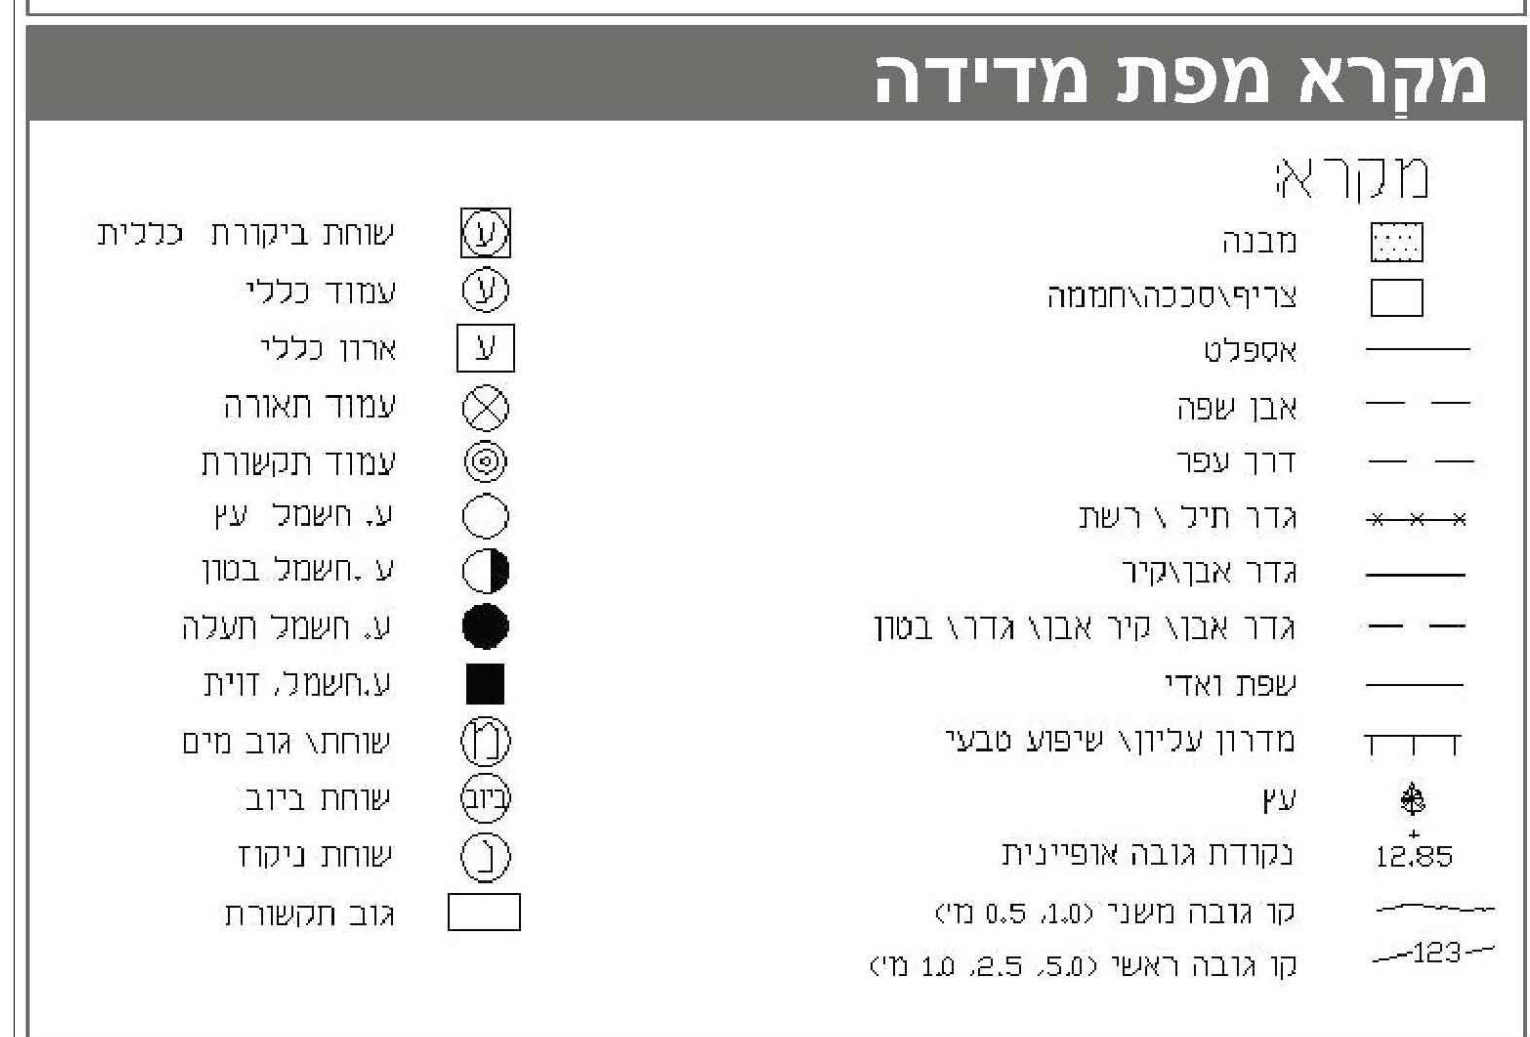 מקרא מפת מדידה
מקרא:
מבנה
צריף\סככה\חממה
אספלט
אבן שפה
דרך עפר
גדר תיל \ רשת
גדר אבן\קיר
גדר אבן\ קיר אבן\ גדר\ בטון
שפת ואדי
מדרון עליון\ שיפוע טבעי
עץ
נקודת גובה אופיינית
12.85
קו גובה משני (1.0, 0.5 מ')
קו גובה ראשי (5.0, 2.5, 1.0 מ')
123
ע שוחת ביקורת כללית
ע עמוד כללי
ע ארון כללי
עמוד תאורה
עמוד תקשורת
ע. חשמל עץ
ע .חשמל בטון
ע. חשמל תעלה
ע.חשמל, זוית
מ שוחת\ גוב מים
ביוב שוחת ביוב
נ שוחת ניקוז
גוב תקשורת